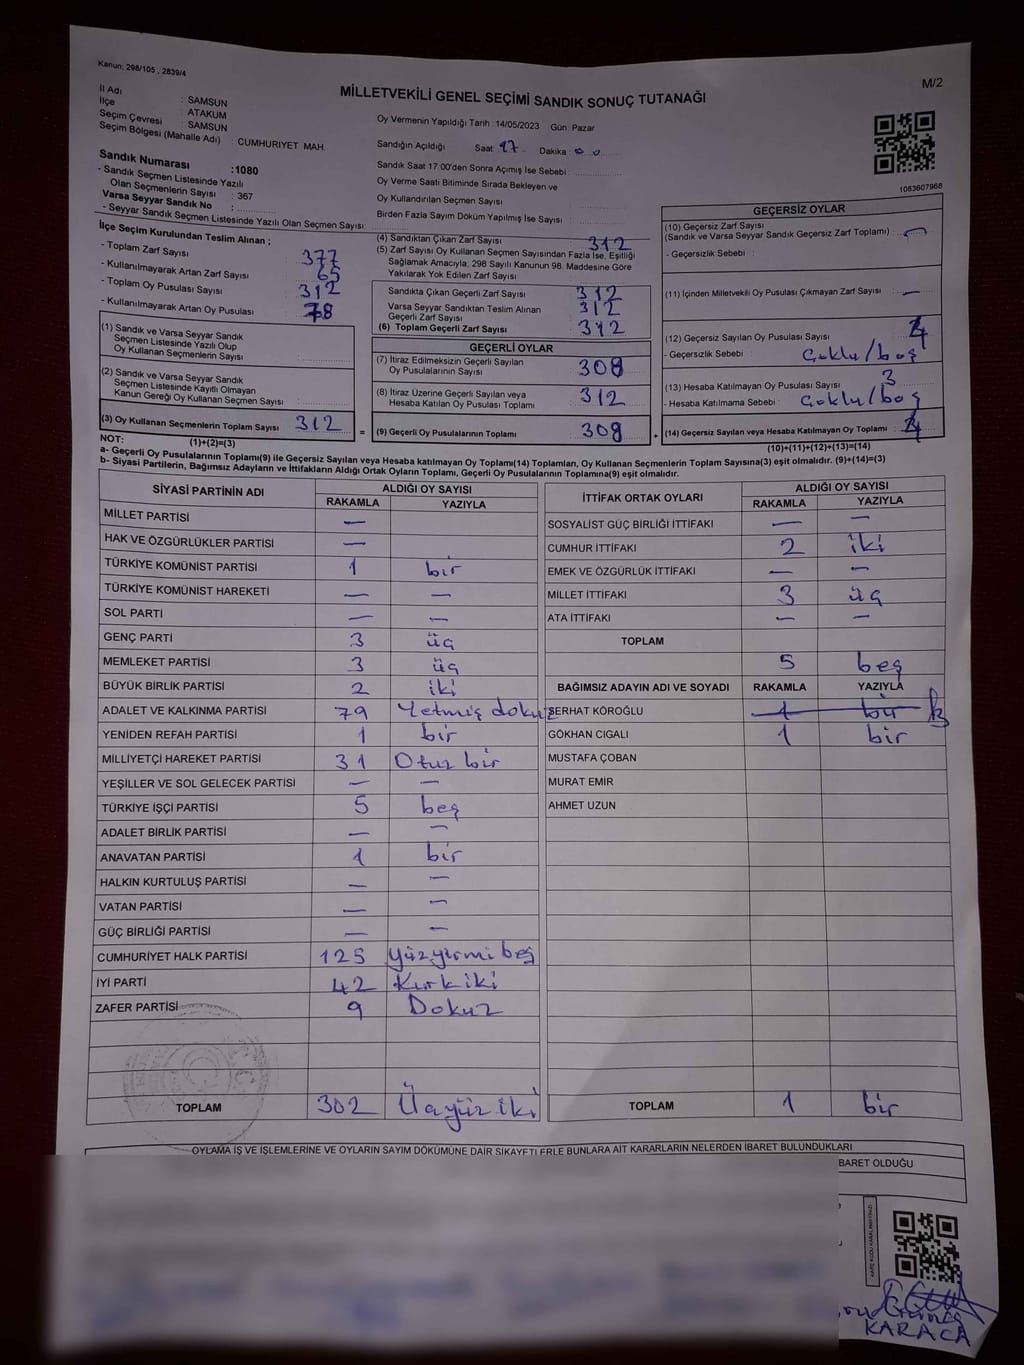 Kanun; 298/105 , 2839/4
M/2
MİLLETVEKİLİ GENEL SEÇİMİ SANDIK SONUÇ TUTANAĞI
İl Adı : SAMSUN
İlçe : ATAKUM
Seçim Çevresi : SAMSUN
Seçim Bölgesi (Mahalle Adı) : CUMHURİYET MAH.
Sandık Numarası :1080
- Sandık Seçmen Listesinde Yazılı
Olan Seçmenlerin Sayısı : 367
Varsa Seyyar Sandık No :
- Seyyar Sandık Seçmen Listesinde Yazılı Olan Seçmen Sayısı:
Oy Vermenin Yapıldığı Tarih :14/05/2023 Gün: Pazar
Sandığın Açıldığı Saat: 17 Dakika: 00
Sandık Saat 17:00'den Sonra Açımış İse Sebebi :
Oy Verme Saati Bitiminde Sırada Bekleyen ve
Oy Kullandırılan Seçmen Sayısı :
Birden Fazla Sayım Döküm Yapılmış İse Sayısı :
1083607968
İlçe Seçim Kurulundan Teslim Alınan ;
- Toplam Zarf Sayısı : 377
- Kullanılmayarak Artan Zarf Sayısı : 65
- Toplam Oy Pusulası Sayısı : 312
- Kullanılmayarak Artan Oy Pusulası : 78
(1) Sandık ve Varsa Seyyar Sandık
Seçmen Listesinde Yazılı Olup
Oy Kullanan Seçmenlerin Sayısı :
(2) Sandık ve Varsa Seyyar Sandık
Seçmen Listesinde Kayıtlı Olmayan
Kanun Gereği Oy Kullanan Seçmen Sayısı :
(3) Oy Kullanan Seçmenlerin Toplam Sayısı : 312
(4) Sandıktan Çıkan Zarf Sayısı : 312
(5) Zarf Sayısı Oy Kullanan Seçmen Sayısından Fazla İse, Eşitliği
Sağlamak Amacıyla, 298 Sayılı Kanunun 98. Maddesine Göre
Yakılarak Yok Edilen Zarf Sayısı :
Sandıkta Çıkan Geçerli Zarf Sayısı : 312
Varsa Seyyar Sandıktan Teslim Alınan
Geçerli Zarf Sayısı : 312
(6) Toplam Geçerli Zarf Sayısı : 312
GEÇERLİ OYLAR
(7) İtiraz Edilmeksizin Geçerli Sayılan
Oy Pusulalarının Sayısı : 308
(8) İtiraz Üzerine Geçerli Sayılan veya
Hesaba Katılan Oy Pusulası Toplamı : 312
= (9) Geçerli Oy Pusulalarının Toplamı : 308 +
GEÇERSİZ OYLAR
(10) Geçersiz Zarf Sayısı
(Sandık ve Varsa Seyyar Sandık Geçersiz Zarf Toplamı) : —
- Geçersizlik Sebebi :
(11) İçinden Milletvekili Oy Pusulası Çıkmayan Zarf Sayısı : —
(12) Geçersiz Sayılan Oy Pusulası Sayısı : 4
- Geçersizlik Sebebi : Çoklu/boş
(13) Hesaba Katılmayan Oy Pusulası Sayısı : 3
- Hesaba Katılmama Sebebi : Çoklu/boş
(14) Geçersiz Sayılan veya Hesaba Katılmayan Oy Toplamı : 4
NOT: (1)+(2)=(3)
(10)+(11)+(12)+(13)=(14)
a- Geçerli Oy Pusulalarının Toplamı(9) ile Geçersiz Sayılan veya Hesaba katılmayan Oy Toplamı(14) Toplamları, Oy Kullanan Seçmenlerin Toplam Sayısına(3) eşit olmalıdır. (9)+(14)=(3)
b- Siyasi Partilerin, Bağımsız Adayların ve İttifakların Aldığı Ortak Oyların Toplamı, Geçerli Oy Pusulalarının Toplamına(9) eşit olmalıdır.
SİYASİ PARTİNİN ADI ALDIĞI OY SAYISI
RAKAMLA YAZIYLA
MİLLET PARTİSİ —
HAK VE ÖZGÜRLÜKLER PARTİSİ —
TÜRKİYE KOMÜNİST PARTİSİ 1 bir
TÜRKİYE KOMÜNİST HAREKETİ — —
SOL PARTİ — —
GENÇ PARTİ 3 üç
MEMLEKET PARTİSİ 3 üç
BÜYÜK BİRLİK PARTİSİ 2 iki
ADALET VE KALKINMA PARTİSİ 79 Yetmiş dokuz
YENİDEN REFAH PARTİSİ 1 bir
MİLLİYETÇİ HAREKET PARTİSİ 31 Otuz bir
YEŞİLLER VE SOL GELECEK PARTİSİ — —
TÜRKİYE İŞÇİ PARTİSİ 5 beş
ADALET BİRLİK PARTİSİ — —
ANAVATAN PARTİSİ 1 bir
HALKIN KURTULUŞ PARTİSİ — —
VATAN PARTİSİ — —
GÜÇ BİRLİĞİ PARTİSİ — —
CUMHURİYET HALK PARTİSİ 125 Yüzyirmi beş
İYİ PARTİ 42 Kırk iki
ZAFER PARTİSİ 9 Dokuz
TOPLAM 302 Üçyüz iki
İTTİFAK ORTAK OYLARI ALDIĞI OY SAYISI
RAKAMLA YAZIYLA
SOSYALİST GÜÇ BİRLİĞİ İTTİFAKI — —
CUMHUR İTTİFAKI 2 iki
EMEK VE ÖZGÜRLÜK İTTİFAKI — —
MİLLET İTTİFAKI 3 üç
ATA İTTİFAKI — —
TOPLAM 5 beş
BAĞIMSIZ ADAYIN ADI VE SOYADI RAKAMLA YAZIYLA
SERHAT KÖROĞLU 1 bir
GÖKHAN CIGALI 1 bir
MUSTAFA ÇOBAN
MURAT EMİR
AHMET UZUN
TOPLAM 1 bir
OYLAMA İŞ VE İŞLEMLERİNE VE OYLARIN SAYIM DÖKÜMÜNE DAİR ŞİKAYETLERLE BUNLARA AİT KARARLARIN NELERDEN İBARET BULUNDUKLARI
BARET OLDUĞU
KARACA